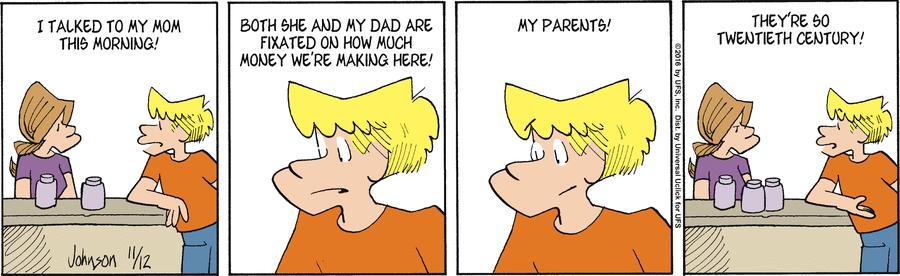 I TALKED TO MY MOM
THIS MORNING!
Johnson 11/12
BOTH SHE AND MY DAD ARE
FIXATED ON HOW MUCH
MONEY WE'RE MAKING HERE!
MY PARENTS!
©2016 by UFS, Inc. Dist. by Universal Uclick for UFS
THEY'RE SO
TWENTIETH CENTURY!